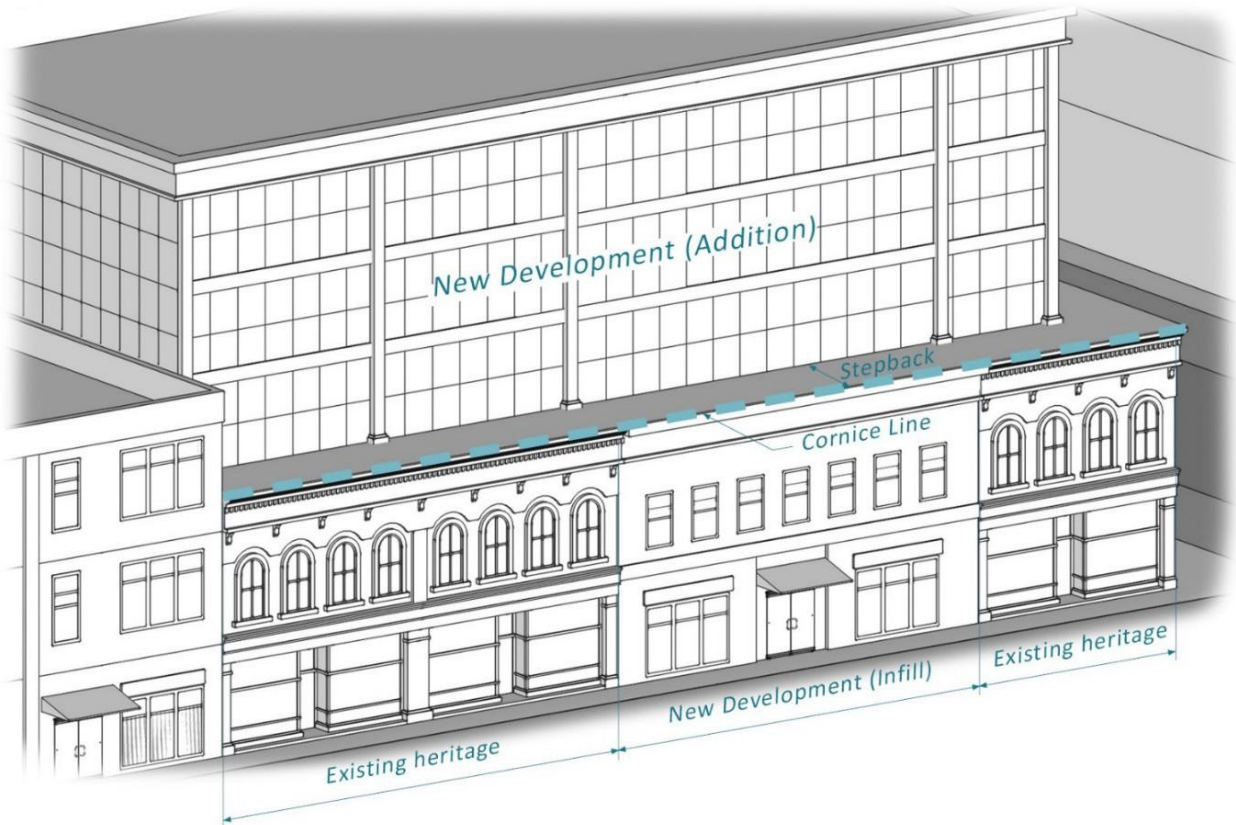 New Development (Addition)
Stepback
Cornice Line
Existing heritage
New Development (Infill)
Existing heritage